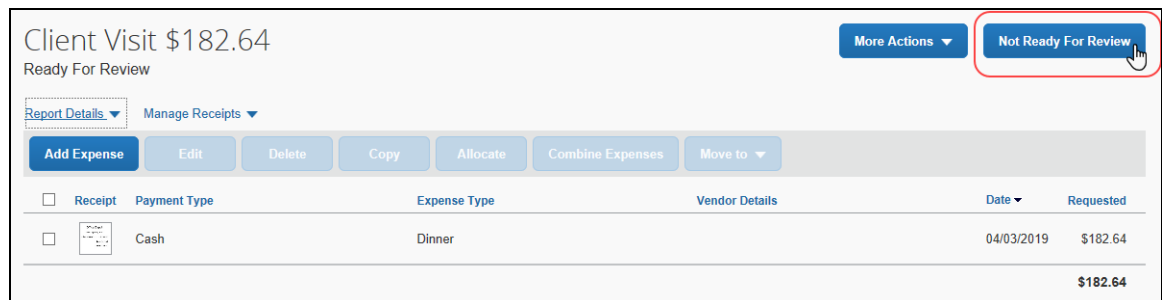 Client Visit $182.64
More Actions
Not Ready For Review
Ready For Review
Report Details
Manage Receipts
Add Expense
Edit
Delete
Copy
Allocate
Combine Expenses
Move to
Receipt
Payment Type
Expense Type
Vendor Details
Date
Requested
Cash
Dinner
04/03/2019
$182.64
$182.64